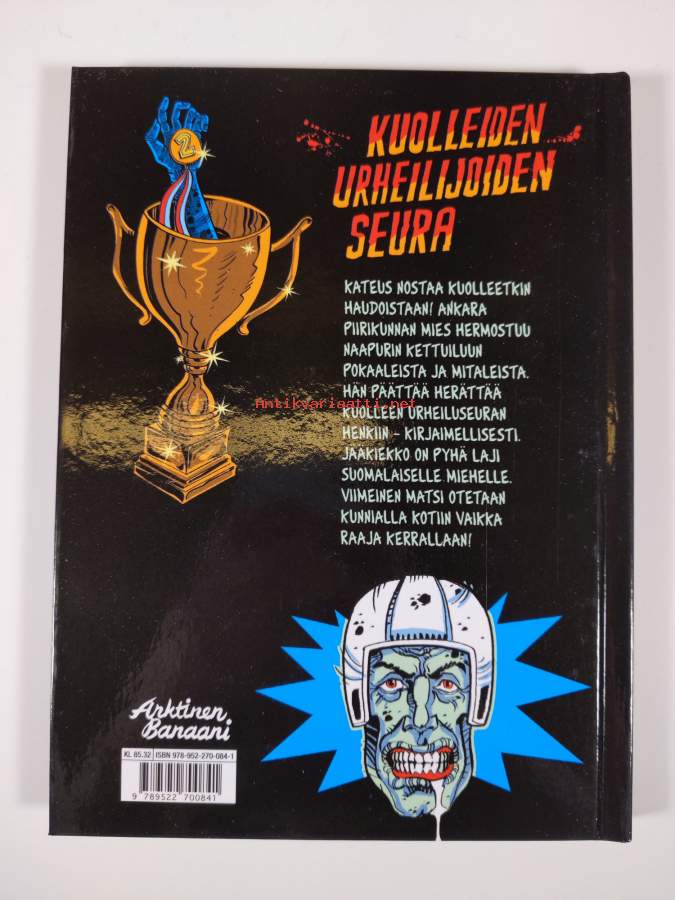 2
KUOLLEIDEN
URHEILIJOIDEN
SEURA
KATEUS NOSTAA KUOLLEETKIN
HAUDOISTAAN! ANKARA
PIIRIKUNNAN MIES HERMOSTUU
NAAPURIN KETTUILUUN
POKAALEISTA JA MITALEISTA.
HÄN PÄÄTTÄÄ HERÄTTÄÄ
KUOLLEEN URHEILUSEURAN
HENKIIN – KIRJAIMELLISESTI.
JÄÄKIEKKO ON PYHÄ LAJI
SUOMALAISELLE MIEHELLE.
VIIMEINEN MATSI OTETAAN
KUNNIALLA KOTIIN VAIKKA
RAAJA KERRALLAAN!
Antikvariaatti.net
Arktinen
Banaani
KL 85.32 ISBN 978-952-270-084-1
9 789522 700841